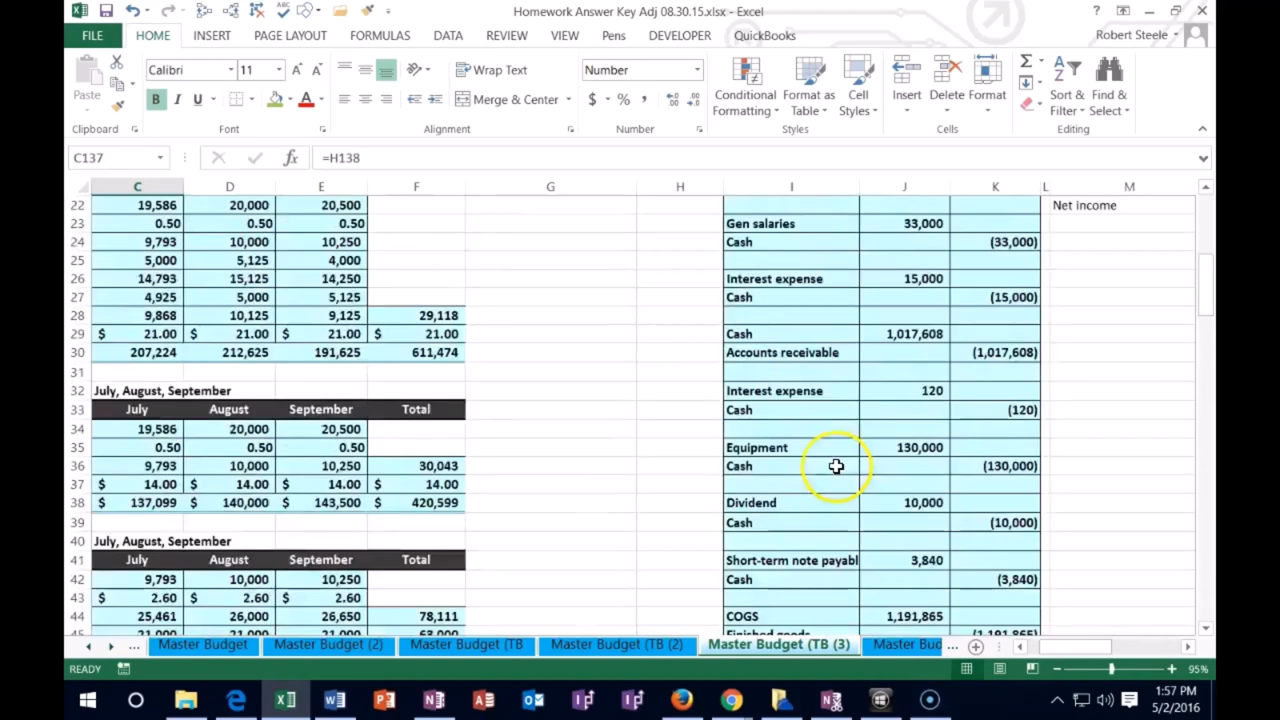 Homework Answer Key Adj 08.30.15.xlsx - Excel
FILE HOME INSERT PAGE LAYOUT FORMULAS DATA REVIEW VIEW Pens DEVELOPER QuickBooks Robert Steele
Calibri 11 Wrap Text Number
Paste B I U Merge & Center $ % , Conditional Formatting Format as Table Cell Styles Insert Delete Format Sort & Filter Find & Select
Clipboard Font Alignment Number Styles Cells Editing
C137 fx =H138
C D E F G H I J K L M
22 19,586 20,000 20,500 Net income
23 0.50 0.50 0.50 Gen salaries 33,000
24 9,793 10,000 10,250 Cash (33,000)
25 5,000 5,125 4,000
26 14,793 15,125 14,250 Interest expense 15,000
27 4,925 5,000 5,125 Cash (15,000)
28 9,868 10,125 9,125 29,118
29 $ 21.00 $ 21.00 $ 21.00 $ 21.00 Cash 1,017,608
30 207,224 212,625 191,625 611,474 Accounts receivable (1,017,608)
31
32 July, August, September Interest expense 120
33 July August September Total Cash (120)
34 19,586 20,000 20,500
35 0.50 0.50 0.50 Equipment 130,000
36 9,793 10,000 10,250 30,043 Cash (130,000)
37 $ 14.00 $ 14.00 $ 14.00 $ 14.00
38 $ 137,099 $ 140,000 $ 143,500 $ 420,599 Dividend 10,000
39 Cash (10,000)
40 July, August, September
41 July August September Total Short-term note payabl 3,840
42 9,793 10,000 10,250 Cash (3,840)
43 $ 2.60 $ 2.60 $ 2.60
44 25,461 26,000 26,650 78,111 COGS 1,191,865
45 21,000 21,000 21,000 63,000 Finished goods (1,191,865)
... Master Budget Master Budget (2) Master Budget (TB Master Budget (TB (2) Master Budget (TB (3) Master Bud ...
READY 95%
1:57 PM
5/2/2016